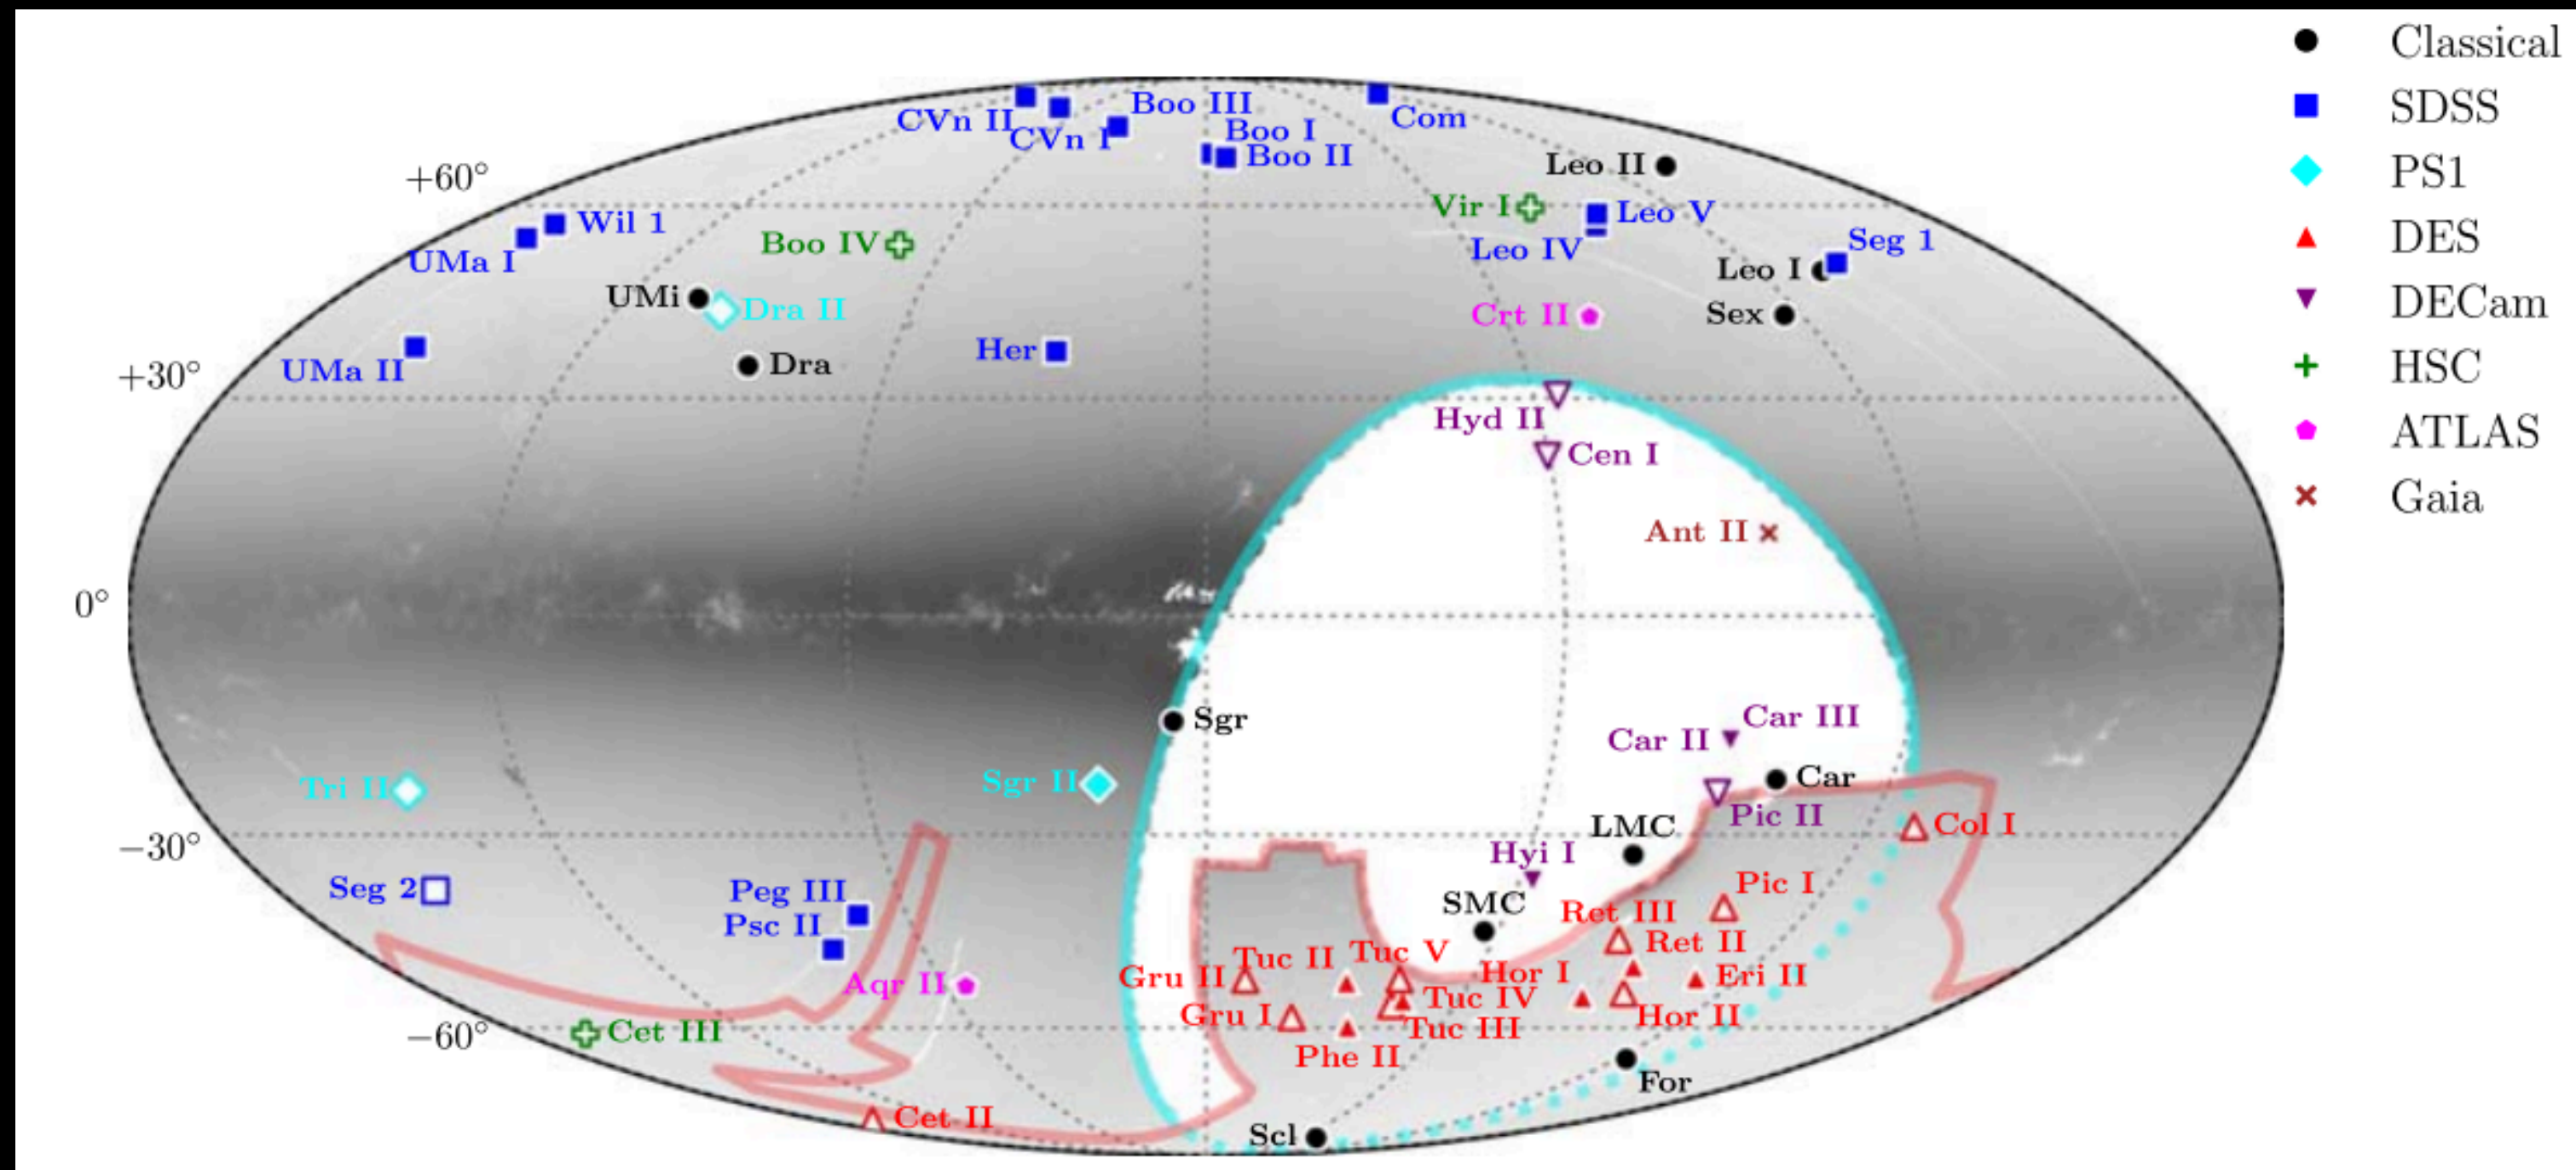 Classical
SDSS
PS1
DES
DECam
HSC
ATLAS
Gaia
+60°
+30°
0°
−30°
−60°
CVn II
CVn I
Boo III
Boo I
Boo II
Com
Leo II
Vir I
Leo V
Leo IV
Wil 1
UMa I
Boo IV
Seg 1
Leo I
UMi
Dra II
Crt II
Sex
UMa II
Dra
Her
Hyd II
Cen I
Ant II
Sgr
Car III
Car II
Car
Tri II
Sgr II
Pic II
LMC
Col I
Hyi I
Seg 2
Peg III
Psc II
SMC
Pic I
Ret III
Ret II
Tuc II
Tuc V
Gru II
Hor I
Eri II
Aqr II
Tuc IV
Gru I
Hor II
Tuc III
Cet III
Phe II
For
Cet II
Scl